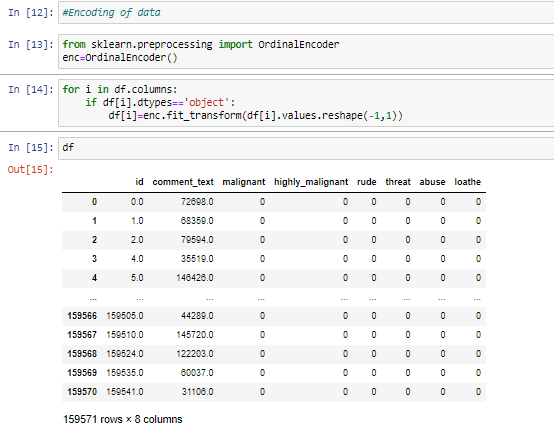 In [12]: #Encoding of data
In [13]: from sklearn.preprocessing import OrdinalEncoder
enc=OrdinalEncoder()
In [14]: for i in df.columns:
if df[i].dtypes=='object':
df[i]=enc.fit_transform(df[i].values.reshape(-1,1))
In [15]: df
Out[15]:
id comment_text malignant highly_malignant rude threat abuse loathe
0 0.0 72698.0 0 0 0 0 0 0
1 1.0 68359.0 0 0 0 0 0 0
2 2.0 79594.0 0 0 0 0 0 0
3 4.0 35519.0 0 0 0 0 0 0
4 5.0 146426.0 0 0 0 0 0 0
... ... ... ... ... ... ... ... ...
159566 159505.0 44289.0 0 0 0 0 0 0
159567 159510.0 145720.0 0 0 0 0 0 0
159568 159524.0 122203.0 0 0 0 0 0 0
159569 159535.0 60037.0 0 0 0 0 0 0
159570 159541.0 31106.0 0 0 0 0 0 0
159571 rows × 8 columns